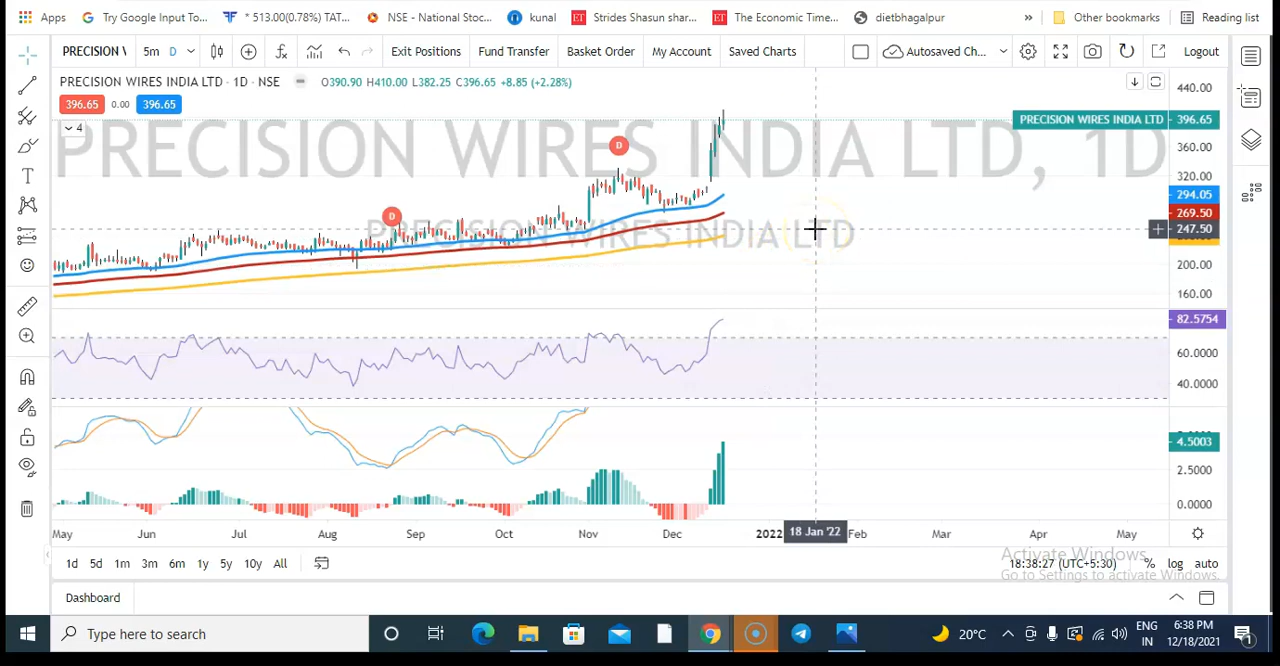 Apps Try Google Input To... * 513.00(0.78%) TAT... NSE - National Stoc... kunal Strides Shasun shar... The Economic Time... dietbhagalpur » Other bookmarks Reading list
PRECISION W 5m D Exit Positions Fund Transfer Basket Order My Account Saved Charts Autosaved Ch... Logout
PRECISION WIRES INDIA LTD · 1D · NSE O390.90 H410.00 L382.25 C396.65 +8.85 (+2.28%)
396.65 0.00 396.65
4
PRECISION WIRES INDIA LTD, 1D
PRECISION WIRES INDIA LTD
D
D
440.00
PRECISION WIRES INDIA LTD 396.65
360.00
320.00
294.05
269.50
247.50
200.00
160.00
82.5754
60.0000
40.0000
4.5003
2.5000
0.0000
May Jun Jul Aug Sep Oct Nov Dec 2022 18 Jan '22 Feb Mar Apr May
Activate Windows
Go to Settings to activate Windows.
1d 5d 1m 3m 6m 1y 5y 10y All 18:38:27 (UTC+5:30) % log auto
Dashboard
Type here to search
20°C
ENG
IN
6:38 PM
12/18/2021
1